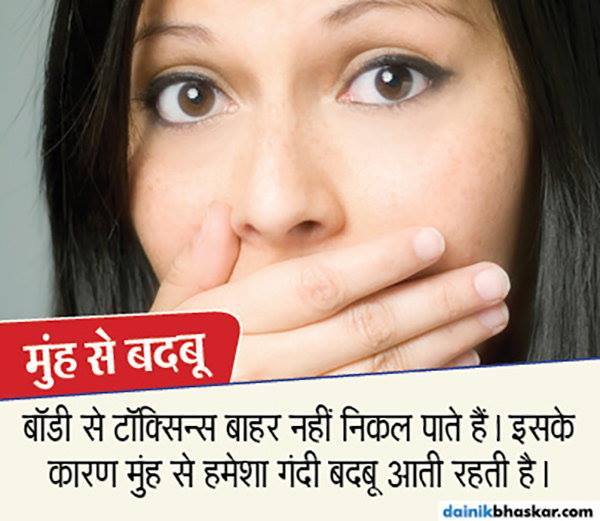 मुंह से बदबू
बॉडी से टॉक्सिन्स बाहर नहीं निकल पाते हैं। इसके
कारण मुंह से हमेशा गंदी बदबू आती रहती है।
dainikbhaskar.com